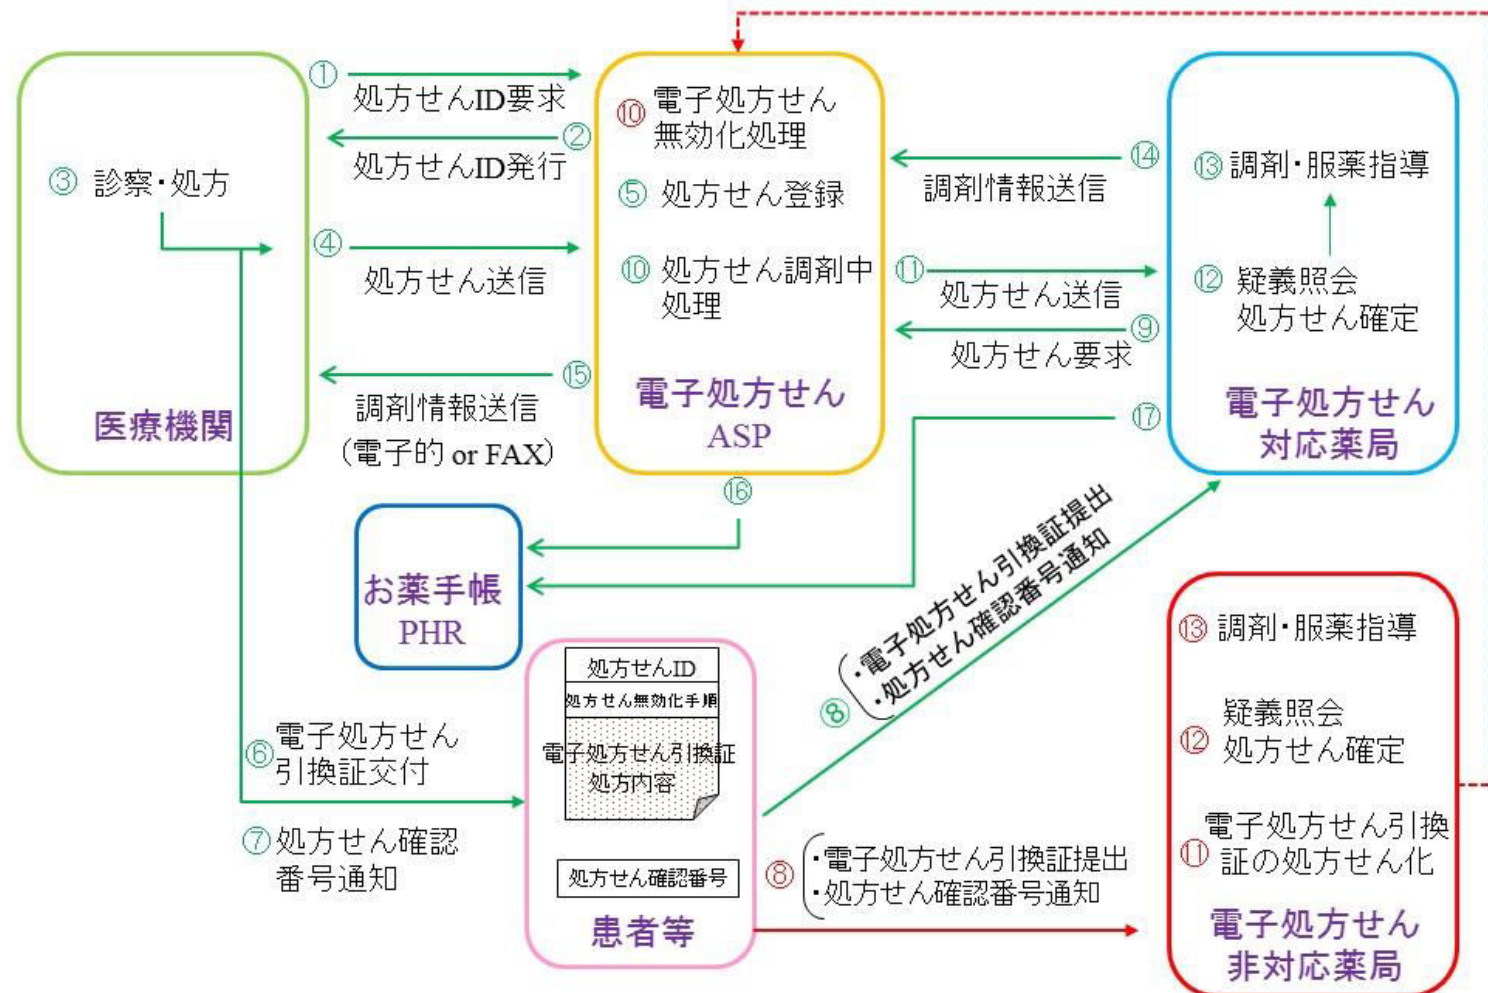 ①
処方せんID要求
②
処方せんID発行
③ 診察・処方
④
処方せん送信
⑮
調剤情報送信
(電子的 or FAX)
医療機関
⑩ 電子処方せん
無効化処理
⑤ 処方せん登録
⑩ 処方せん調剤中
処理
電子処方せん
ASP
⑭
調剤情報送信
⑪
処方せん送信
⑨
処方せん要求
⑰
⑬ 調剤・服薬指導
⑫ 疑義照会
処方せん確定
電子処方せん
対応薬局
⑯
お薬手帳
PHR
⑥ 電子処方せん
引換証交付
⑦ 処方せん確認
番号通知
処方せんID
処方せん無効化手順
電子処方せん引換証
処方内容
処方せん確認番号
患者等
⑧
・電子処方せん引換証提出
・処方せん確認番号通知
⑧
・電子処方せん引換証提出
・処方せん確認番号通知
⑬ 調剤・服薬指導
⑫ 疑義照会
処方せん確定
⑪ 電子処方せん引換
証の処方せん化
電子処方せん
非対応薬局